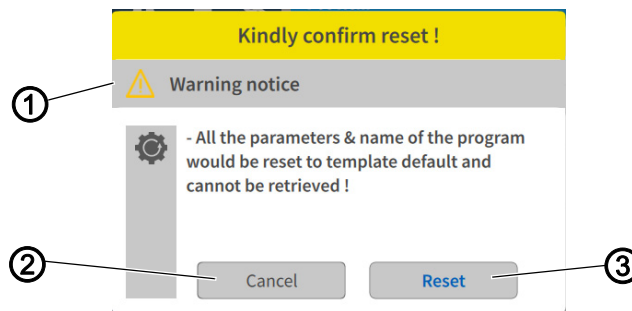 Kindly confirm reset !
① Warning notice
- All the parameters & name of the program
would be reset to template default and
cannot be retrieved !
② Cancel Reset ③